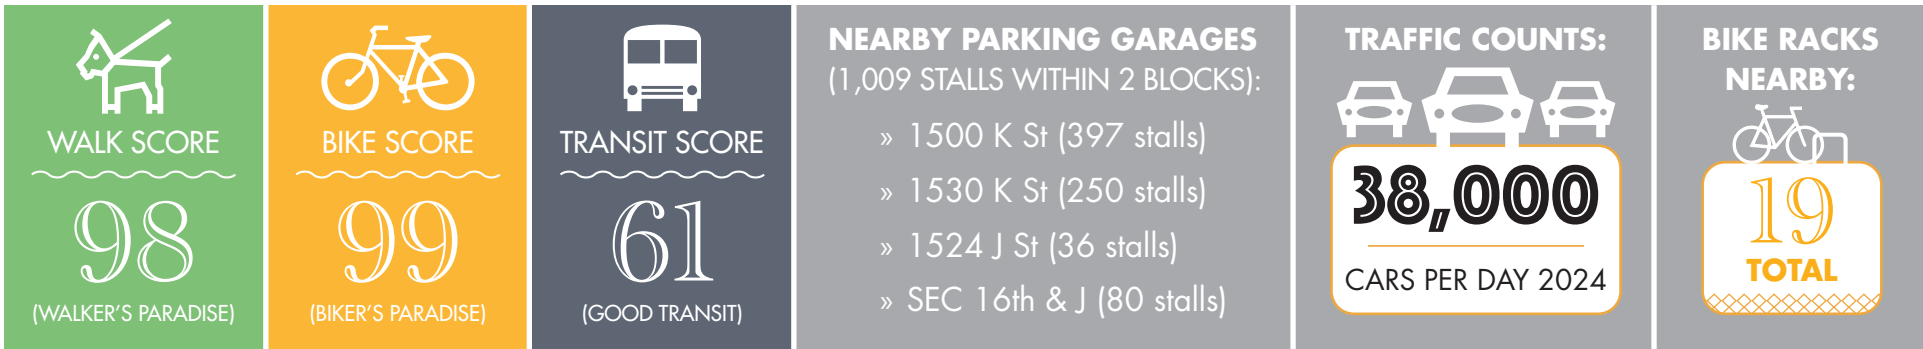 WALK SCORE
98
(WALKER'S PARADISE)
BIKE SCORE
99
(BIKER'S PARADISE)
TRANSIT SCORE
61
(GOOD TRANSIT)
NEARBY PARKING GARAGES
(1,009 STALLS WITHIN 2 BLOCKS):
» 1500 K St (397 stalls)
» 1530 K St (250 stalls)
» 1524 J St (36 stalls)
» SEC 16th & J (80 stalls)
TRAFFIC COUNTS:
38,000
CARS PER DAY 2024
BIKE RACKS
NEARBY:
19
TOTAL